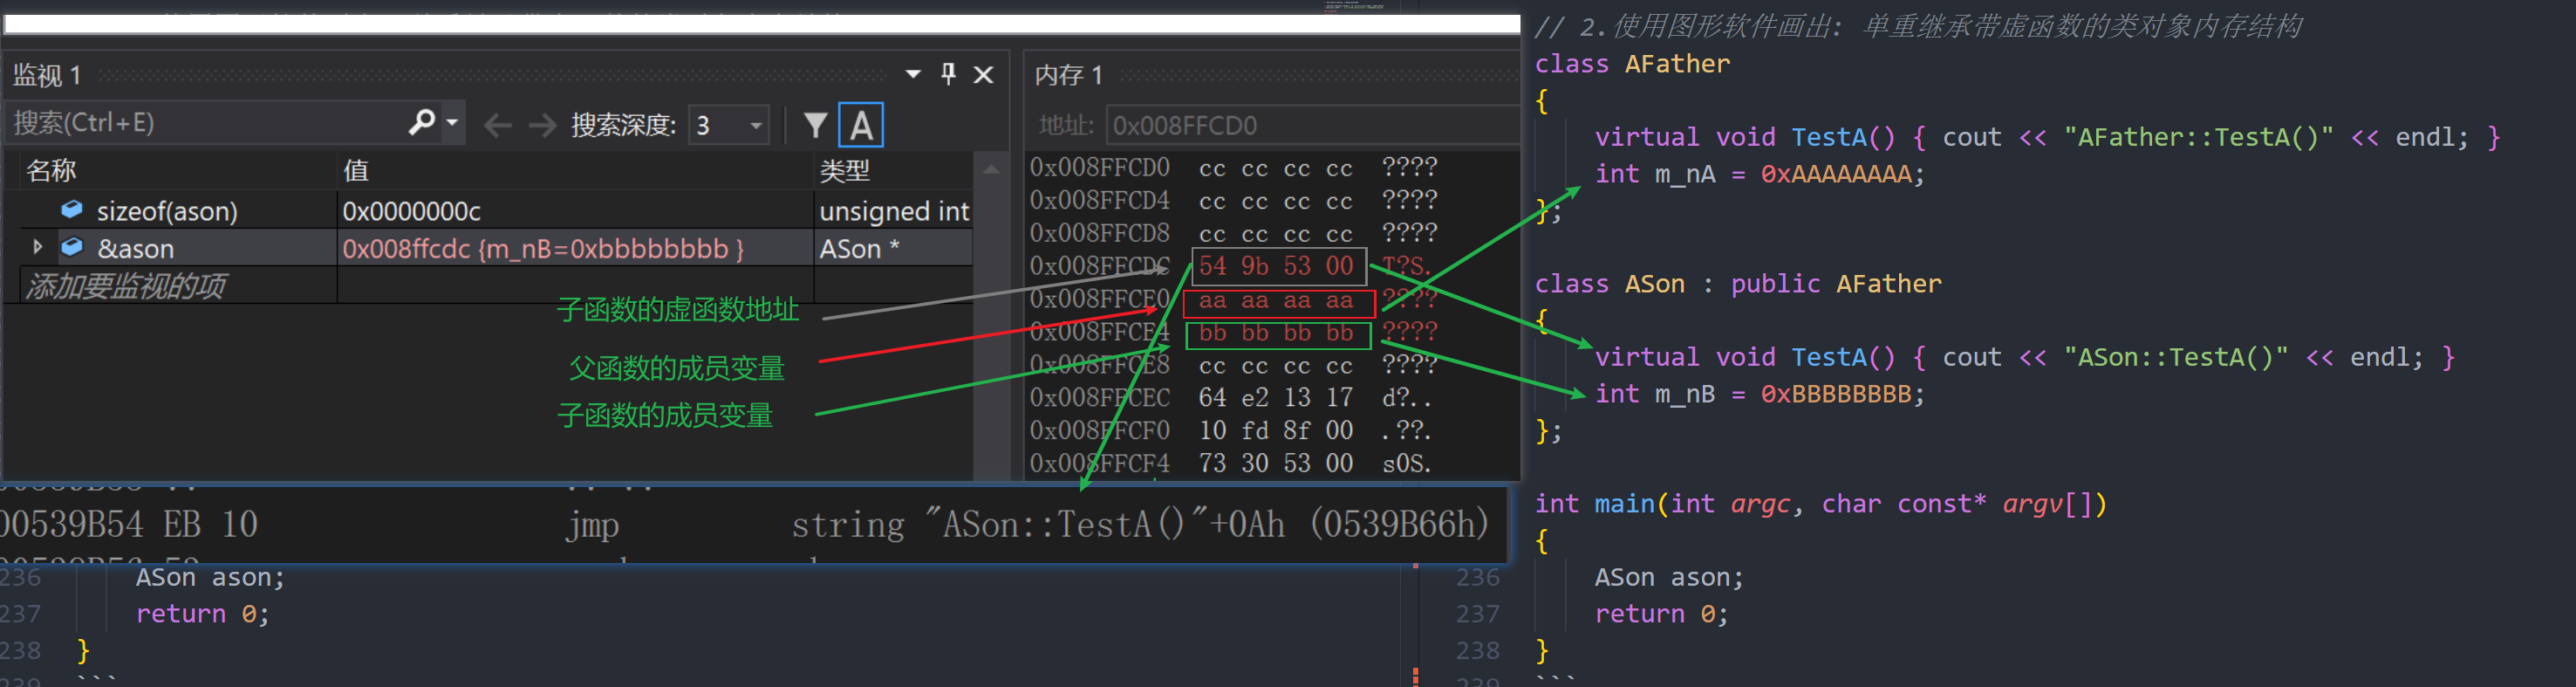 监视 1
搜索(Ctrl+E)
搜索深度: 3
A
名称 值 类型
sizeof(ason) 0x0000000c unsigned int
&ason 0x008ffcdc {m_nB=0xbbbbbbbb } ASon *
添加要监视的项
子函数的虚函数地址
父函数的成员变量
子函数的成员变量
内存 1
地址: 0x008FFCD0
0x008FFCD0 cc cc cc cc ????
0x008FFCD4 cc cc cc cc ????
0x008FFCD8 cc cc cc cc ????
0x008FFCDC 54 9b 53 00 T?S.
0x008FFCE0 aa aa aa aa ????
0x008FFCE4 bb bb bb bb ????
0x008FFCE8 cc cc cc cc ????
0x008FFCEC 64 e2 13 17 d?..
0x008FFCF0 10 fd 8f 00 .??.
0x008FFCF4 73 30 53 00 s0S.
00539B54 EB 10 jmp string "ASon::TestA()"+0Ah (0539B66h)
236 ASon ason;
237 return 0;
238 }
239 ```
// 2.使用图形软件画出: 单重继承带虚函数的类对象内存结构
class AFather
{
virtual void TestA() { cout << "AFather::TestA()" << endl; }
int m_nA = 0xAAAAAAAA;
};
class ASon : public AFather
{
virtual void TestA() { cout << "ASon::TestA()" << endl; }
int m_nB = 0xBBBBBBBB;
};
int main(int argc, char const* argv[])
{
236 ASon ason;
237 return 0;
238 }
239 ```